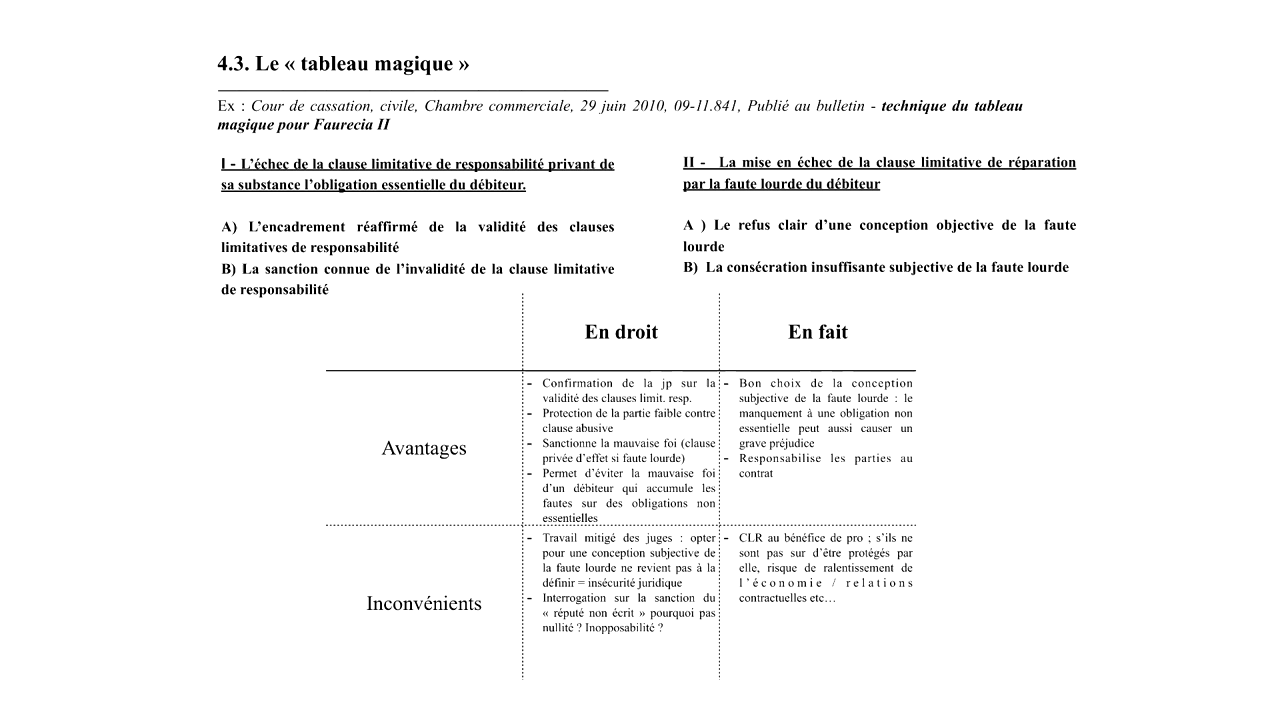 4.3. Le « tableau magique »
Ex : Cour de cassation, civile, Chambre commerciale, 29 juin 2010, 09-11.841, Publié au bulletin - technique du tableau
magique pour Faurecia II
I - L’échec de la clause limitative de responsabilité privant de
sa substance l’obligation essentielle du débiteur.
A) L’encadrement réaffirmé de la validité des clauses
limitatives de responsabilité
B) La sanction connue de l’invalidité de la clause limitative
de responsabilité
II - La mise en échec de la clause limitative de réparation
par la faute lourde du débiteur
A ) Le refus clair d’une conception objective de la faute
lourde
B) La consécration insuffisante subjective de la faute lourde
En droit
En fait
Avantages
- Confirmation de la jp sur la
validité des clauses limit. resp.
- Protection de la partie faible contre
clause abusive
- Sanctionne la mauvaise foi (clause
privée d’effet si faute lourde)
- Permet d’éviter la mauvaise foi
d’un débiteur qui accumule les
fautes sur des obligations non
essentielles
- Bon choix de la conception
subjective de la faute lourde : le
manquement à une obligation non
essentielle peut aussi causer un
grave préjudice
- Responsabilise les parties au
contrat
Inconvénients
- Travail mitigé des juges : opter
pour une conception subjective de
la faute lourde ne revient pas à la
définir = insécurité juridique
- Interrogation sur la sanction du
« réputé non écrit » pourquoi pas
nullité ? Inopposabilité ?
- CLR au bénéfice de pro ; s’ils ne
sont pas sur d’être protégés par
elle, risque de ralentissement de
l’économie / relations
contractuelles etc…